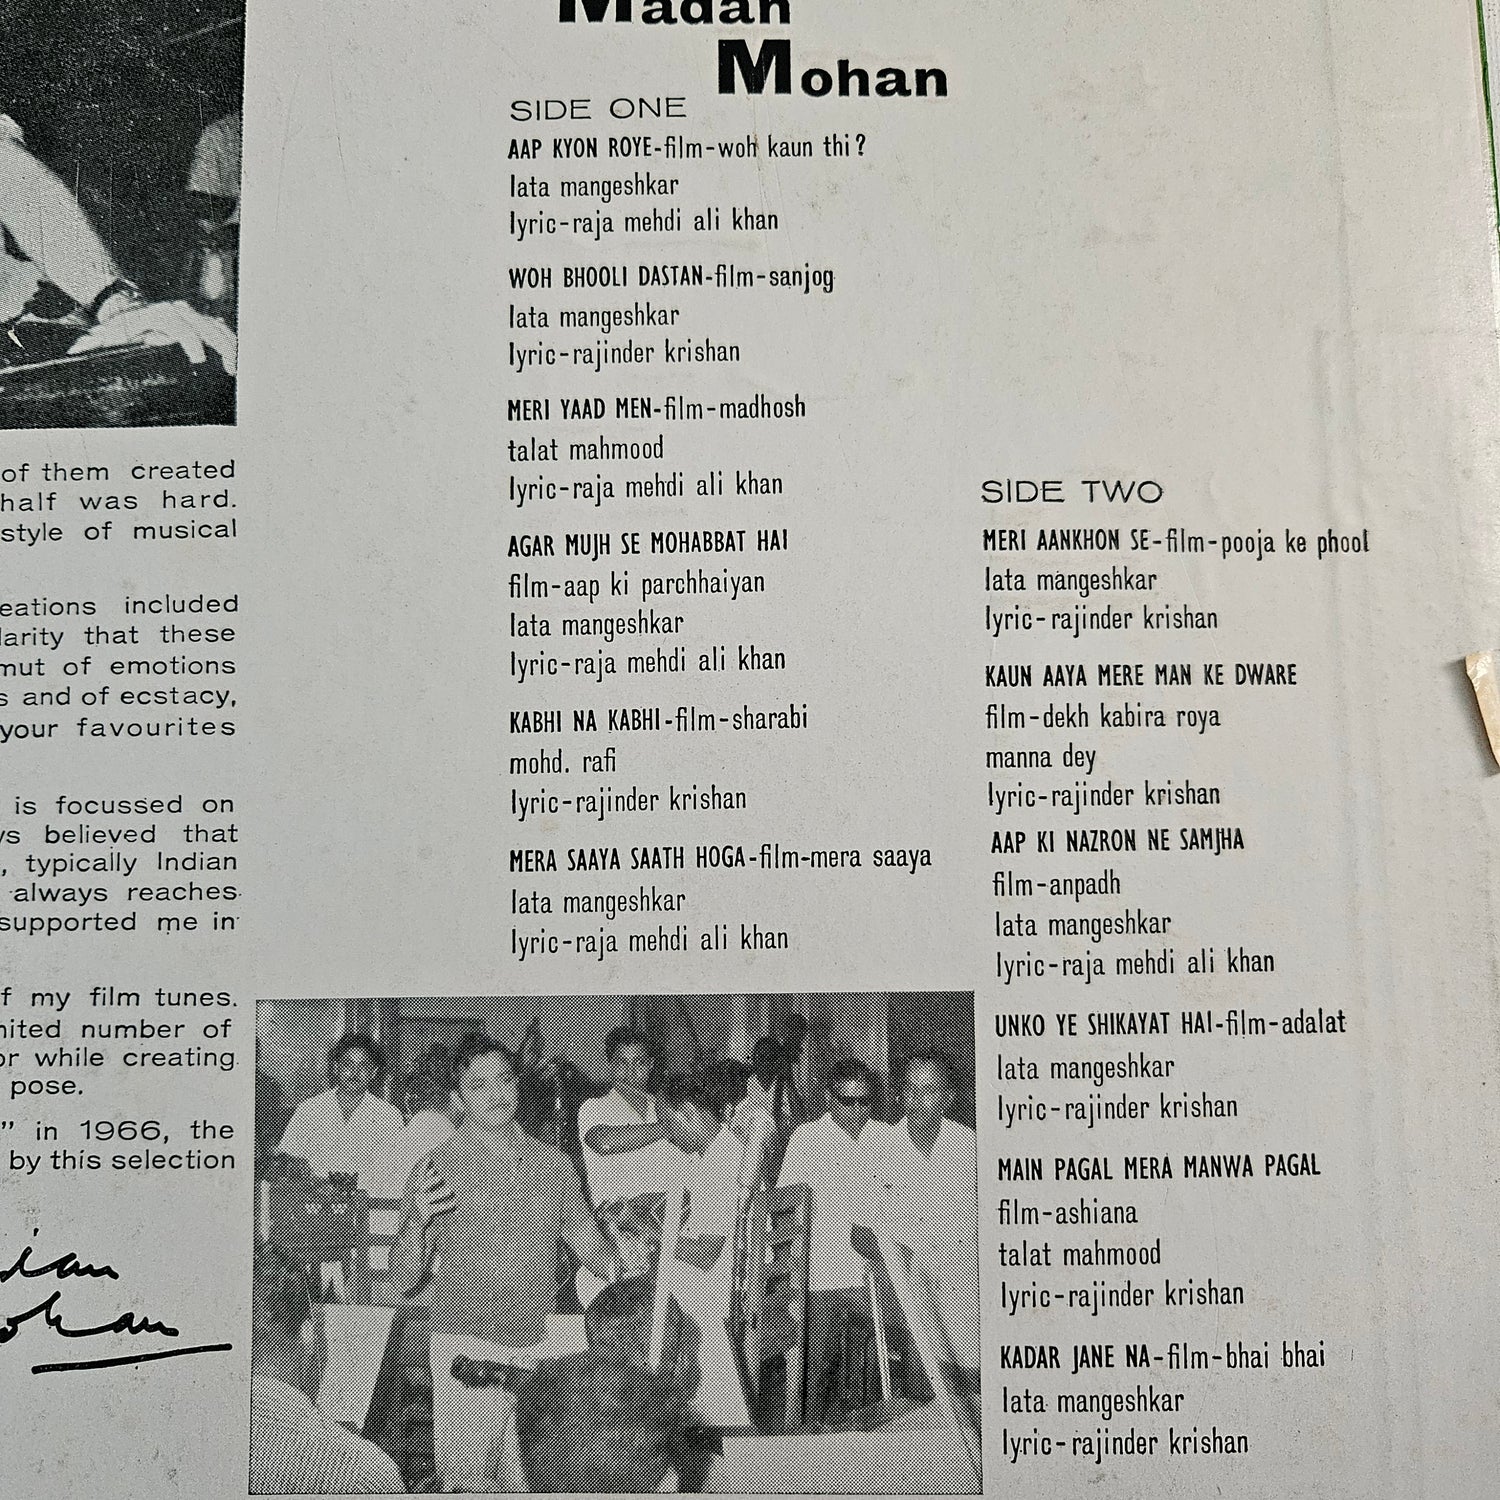 Madan
Mohan
of them created
half was hard.
style of musical
included
that these
of emotions
and of ecstacy,
your favourites
is focussed on
believed that
, typically Indian
always reaches
supported me in
my film tunes.
number of
while creating
pose.
” in 1966, the
by this selection
SIDE ONE
AAP KYON ROYE-film-woh kaun thi?
lata mangeshkar
lyric-raja mehdi ali khan
WOH BHOOLI DASTAN-film-sanjog
lata mangeshkar
lyric-rajinder krishan
MERI YAAD MEN-film-madhosh
talat mahmood
lyric-raja mehdi ali khan
AGAR MUJH SE MOHABBAT HAI
film-aap ki parchhaiyan
lata mangeshkar
lyric-raja mehdi ali khan
KABHI NA KABHI-film-sharabi
mohd. rafi
lyric-rajinder krishan
MERA SAAYA SAATH HOGA-film-mera saaya
lata mangeshkar
lyric-raja mehdi ali khan
SIDE TWO
MERI AANKHON SE-film-pooja ke phool
lata mangeshkar
lyric-rajinder krishan
KAUN AAYA MERE MAN KE DWARE
film-dekh kabira roya
manna dey
lyric-rajinder krishan
AAP KI NAZRON NE SAMJHA
film-anpadh
lata mangeshkar
lyric-raja mehdi ali khan
UNKO YE SHIKAYAT HAI-film-adalat
lata mangeshkar
lyric-rajinder krishan
MAIN PAGAL MERA MANWA PAGAL
film-ashiana
talat mahmood
lyric-rajinder krishan
KADAR JANE NA-film-bhai bhai
lata mangeshkar
lyric-rajinder krishan